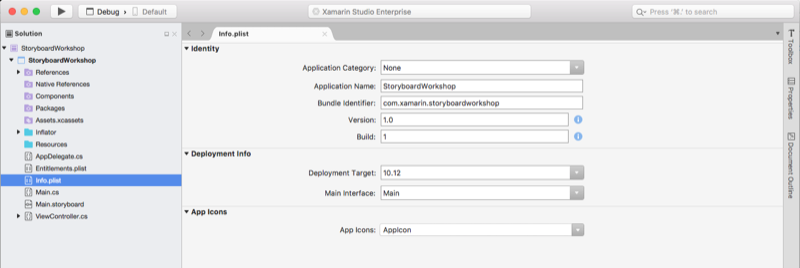 Debug › Default
Xamarin Studio Enterprise
Press '⌘.' to search
Solution
Info.plist
StoryboardWorkshop
StoryboardWorkshop
References
Native References
Components
Packages
Assets.xcassets
Inflator
Resources
AppDelegate.cs
Entitlements.plist
Info.plist
Main.cs
Main.storyboard
ViewController.cs
Identity
Application Category: None
Application Name: StoryboardWorkshop
Bundle Identifier: com.xamarin.storyboardworkshop
Version: 1.0
Build: 1
Deployment Info
Deployment Target: 10.12
Main Interface: Main
App Icons
App Icons: AppIcon
Toolbox
Properties
Document Outline